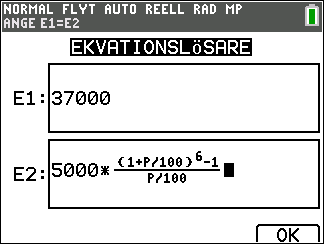 NORMAL FLYT AUTO REELL RAD MP
ANGE E1=E2
EKVATIONSLöSARE
E1: 37000
E2: 5000*((1+P/100)^6-1)/(P/100)
OK